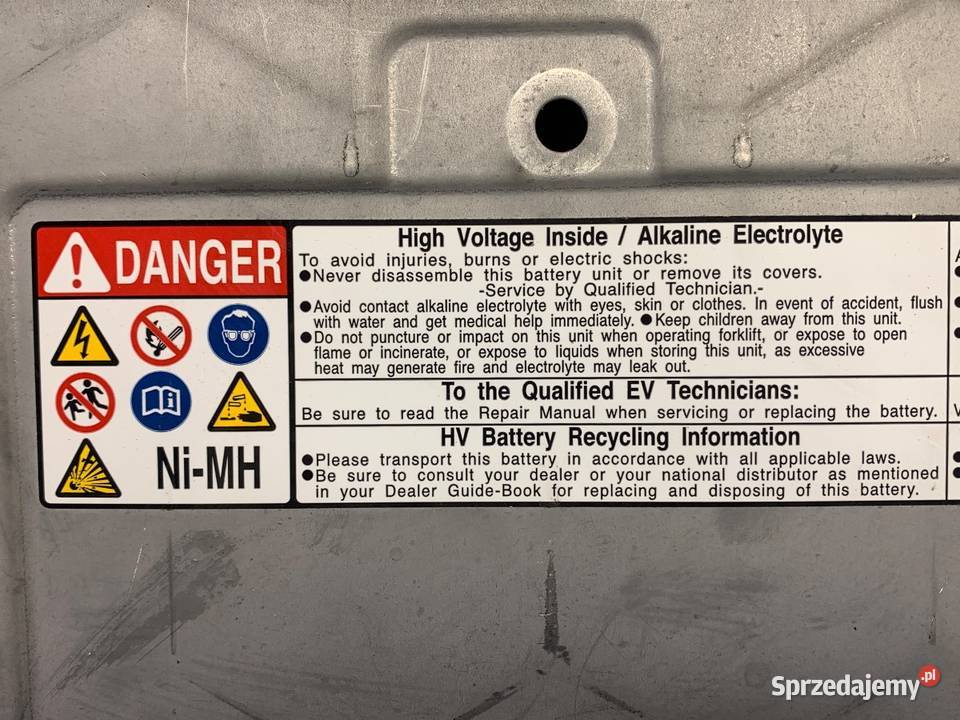 DANGER
Ni-MH
High Voltage Inside / Alkaline Electrolyte
To avoid injuries, burns or electric shocks:
●Never disassemble this battery unit or remove its covers.
-Service by Qualified Technician.-
●Avoid contact alkaline electrolyte with eyes, skin or clothes. In event of accident, flush
with water and get medical help immediately. ●Keep children away from this unit.
●Do not puncture or impact on this unit when operating forklift, or expose to open
flame or incinerate, or expose to liquids when storing this unit, as excessive
heat may generate fire and electrolyte may leak out.
To the Qualified EV Technicians:
Be sure to read the Repair Manual when servicing or replacing the battery.
HV Battery Recycling Information
●Please transport this battery in accordance with all applicable laws.
●Be sure to consult your dealer or your national distributor as mentioned
in your Dealer Guide-Book for replacing and disposing of this battery.
Sprzedajemy.pl